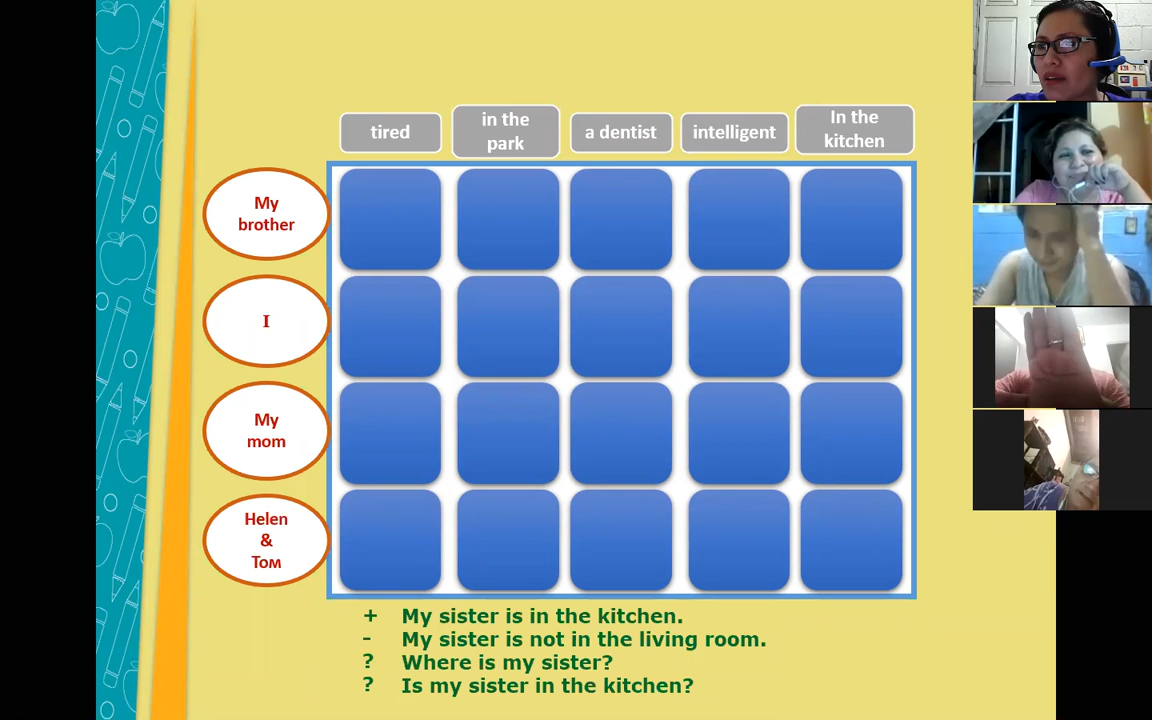 tired
in the
park
a dentist
intelligent
In the
kitchen
My
brother
I
My
mom
Helen
&
Tom
+ My sister is in the kitchen.
- My sister is not in the living room.
? Where is my sister?
? Is my sister in the kitchen?